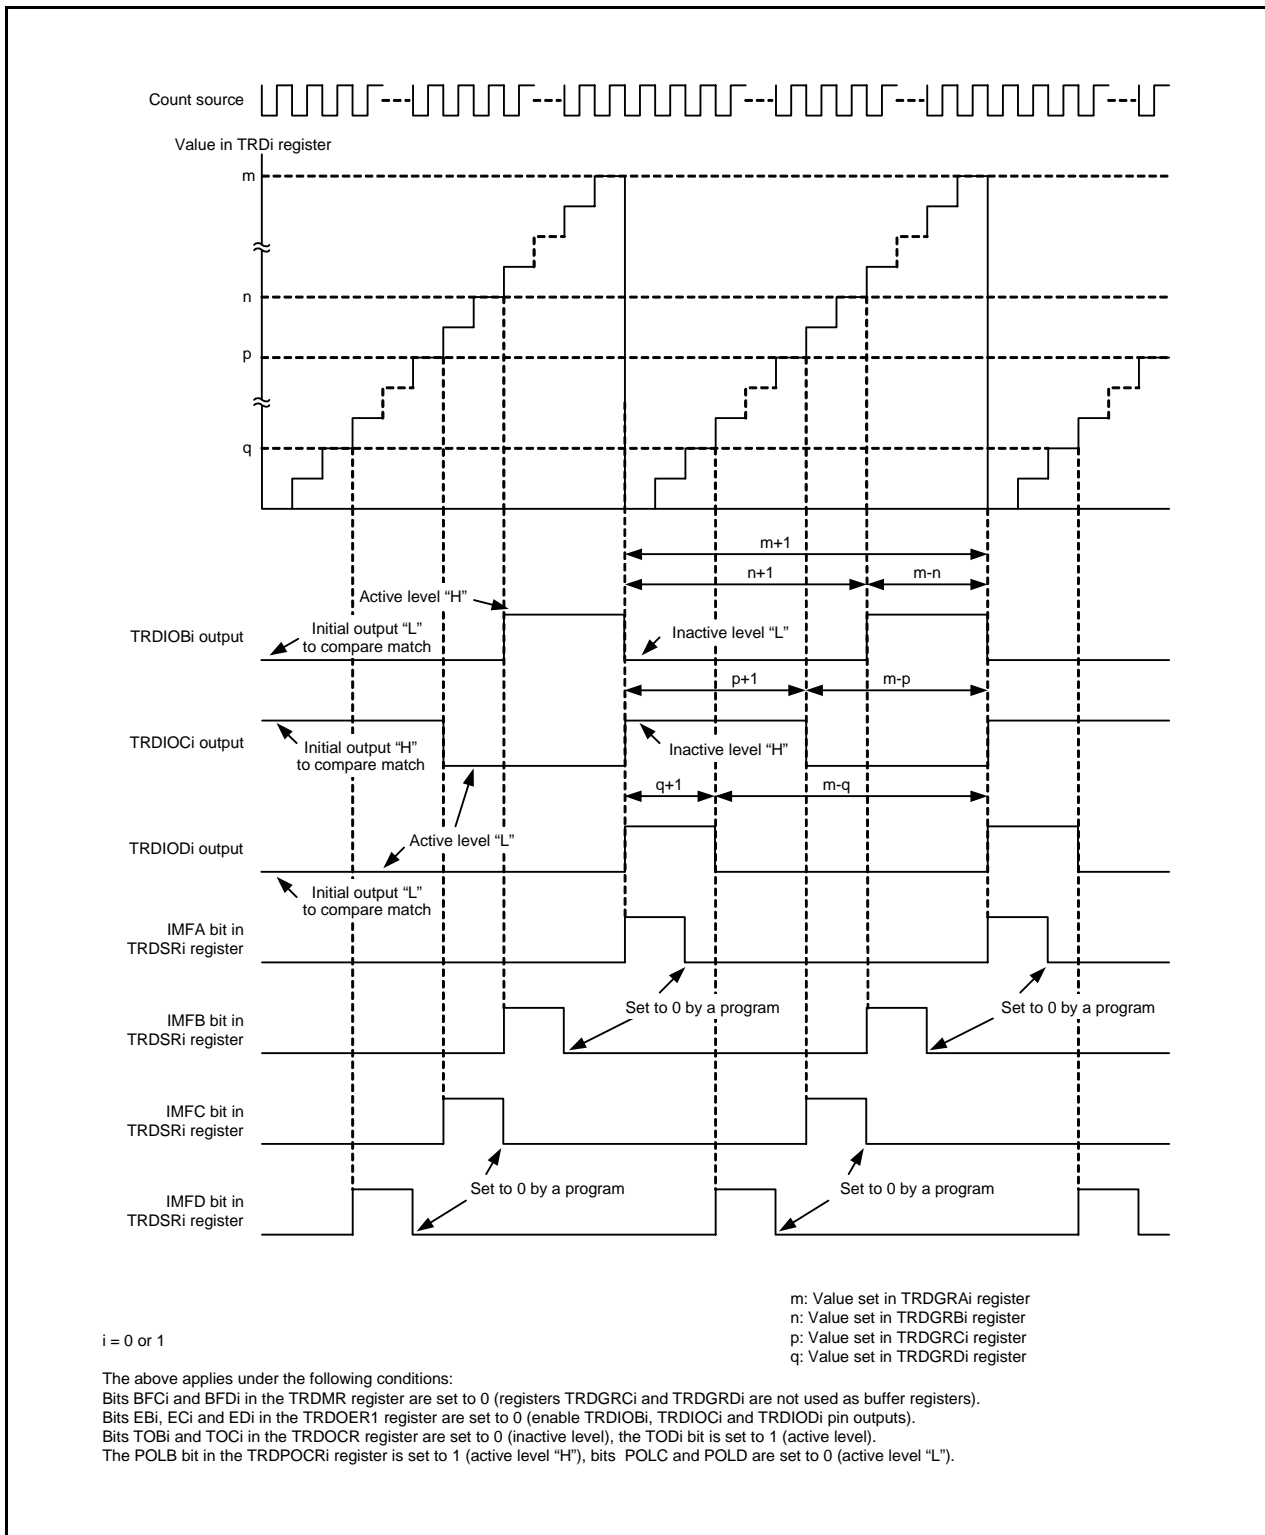 Count source
Value in TRDi register
m
n
p
q
m+1
n+1
m-n
Active level “H”
TRDIOBi output
Initial output “L”
to compare match
Inactive level “L”
p+1
m-p
TRDIOCi output
Initial output “H”
to compare match
Inactive level “H”
q+1
m-q
Active level “L”
TRDIODi output
Initial output “L”
to compare match
IMFA bit in
TRDSRi register
Set to 0 by a program
Set to 0 by a program
IMFB bit in
TRDSRi register
IMFC bit in
TRDSRi register
Set to 0 by a program
Set to 0 by a program
IMFD bit in
TRDSRi register
m: Value set in TRDGRAi register
n: Value set in TRDGRBi register
p: Value set in TRDGRCi register
q: Value set in TRDGRDi register
i = 0 or 1
The above applies under the following conditions:
Bits BFCi and BFDi in the TRDMR register are set to 0 (registers TRDGRCi and TRDGRDi are not used as buffer registers).
Bits EBi, ECi and EDi in the TRDOER1 register are set to 0 (enable TRDIOBi, TRDIOCi and TRDIODi pin outputs).
Bits TOBi and TOCi in the TRDOCR register are set to 0 (inactive level), the TODi bit is set to 1 (active level).
The POLB bit in the TRDPOCRi register is set to 1 (active level “H”), bits POLC and POLD are set to 0 (active level “L”).